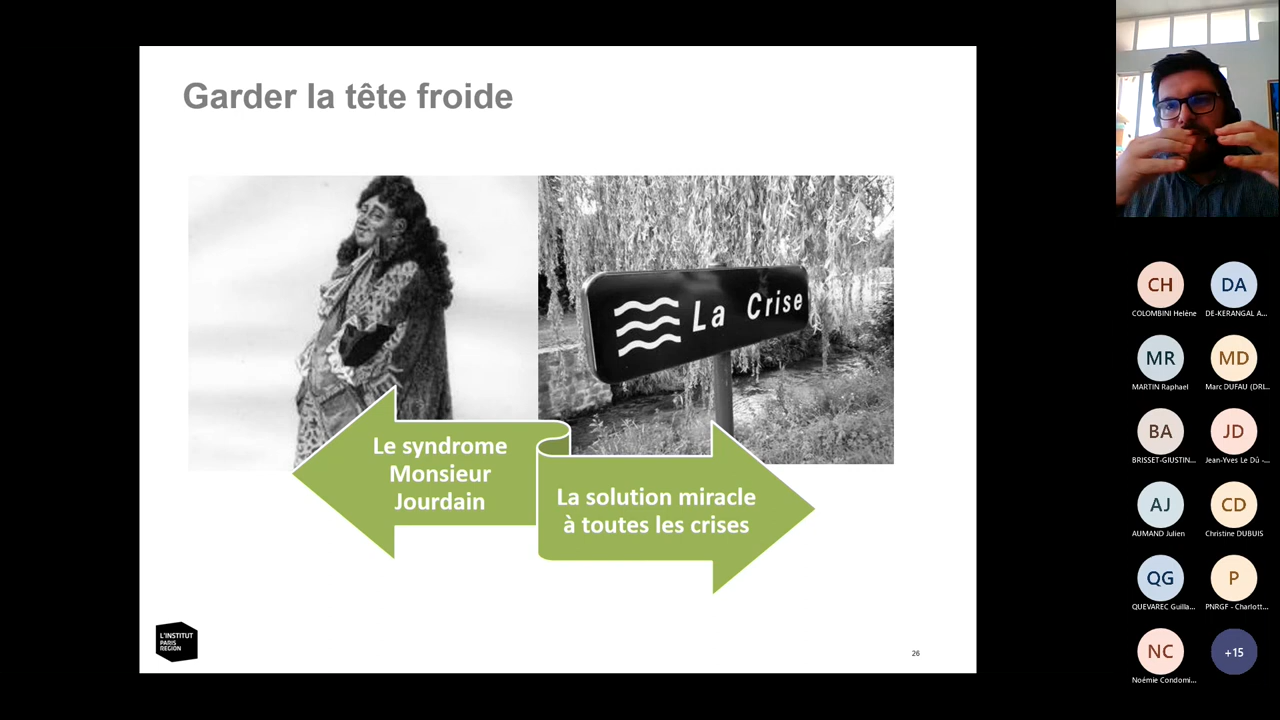 Garder la tête froide
La Crise
Le syndrome
Monsieur
Jourdain
La solution miracle
à toutes les crises
L'INSTITUT
PARIS
REGION
26
CH
DA
COLOMBINI Heléne
DE-KERANGAL A...
MR
MD
MARTIN Raphael
Marc DUFAU (DRI...
BA
JD
BRISSET-GIUSTIN...
Jean-Yves Le Dû -...
AJ
CD
AUMAND Julien
Christine DUBUIS
QG
P
QUEVAREC Guilla...
PNRGF - Charlott...
NC
+15
Noémie Condomi...